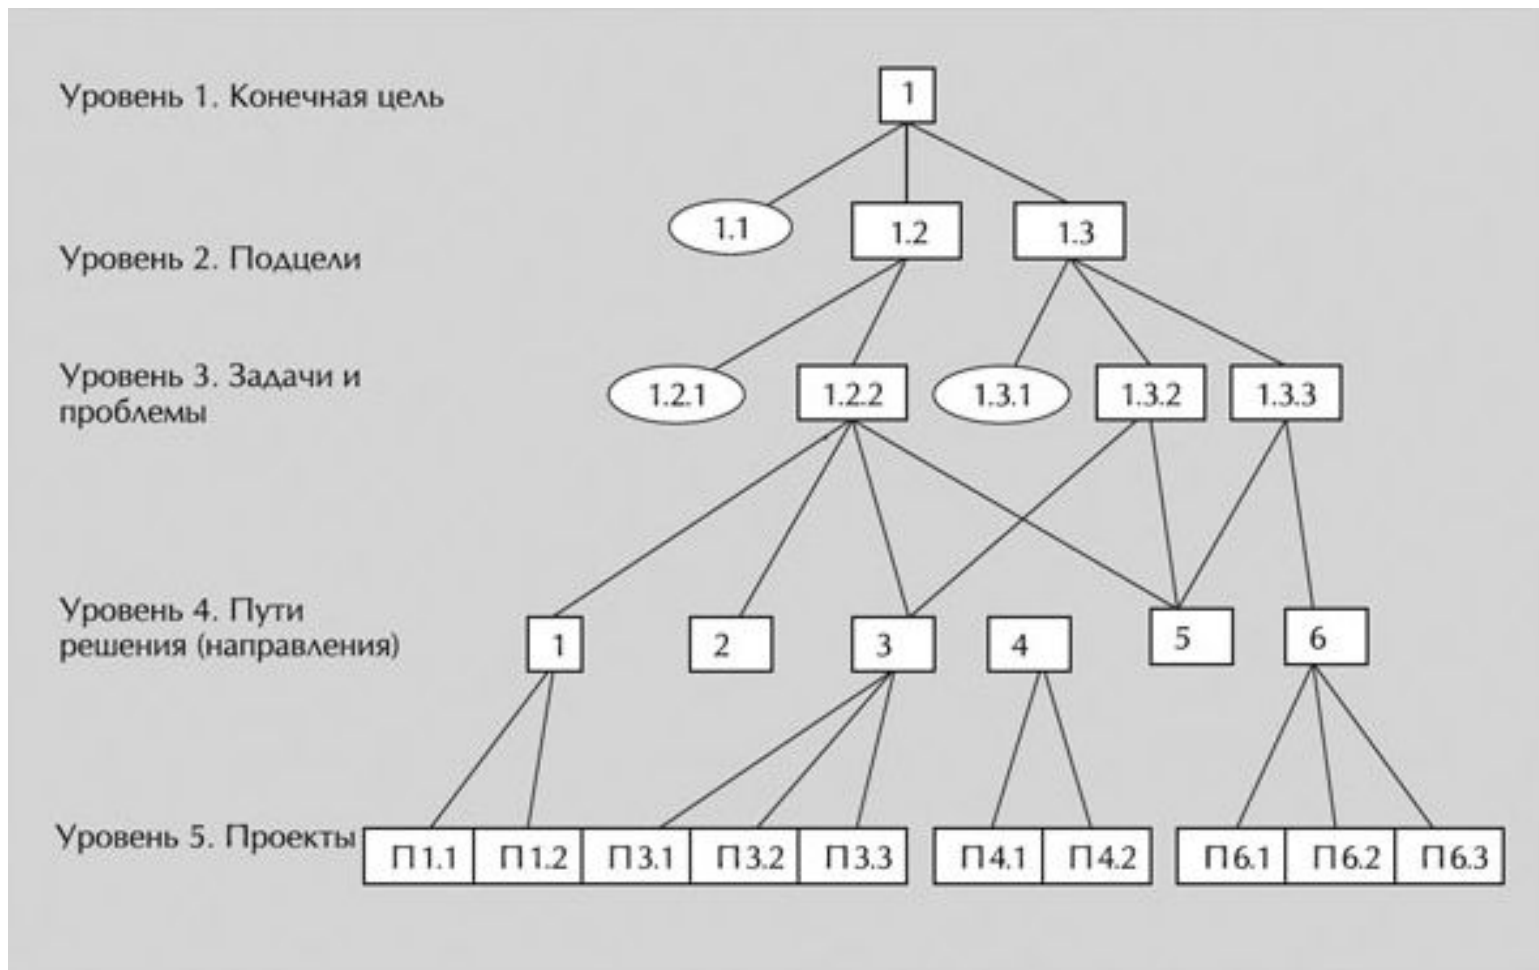 Уровень 1. Конечная цель
1
1.1
1.2
1.3
Уровень 2. Подцели
Уровень 3. Задачи и
проблемы
1.2.1
1.2.2
1.3.1
1.3.2
1.3.3
Уровень 4. Пути
решения (направления)
1
2
3
4
5
6
Уровень 5. Проекты
П1.1
П1.2
П3.1
П3.2
П3.3
П4.1
П4.2
П6.1
П6.2
П6.3